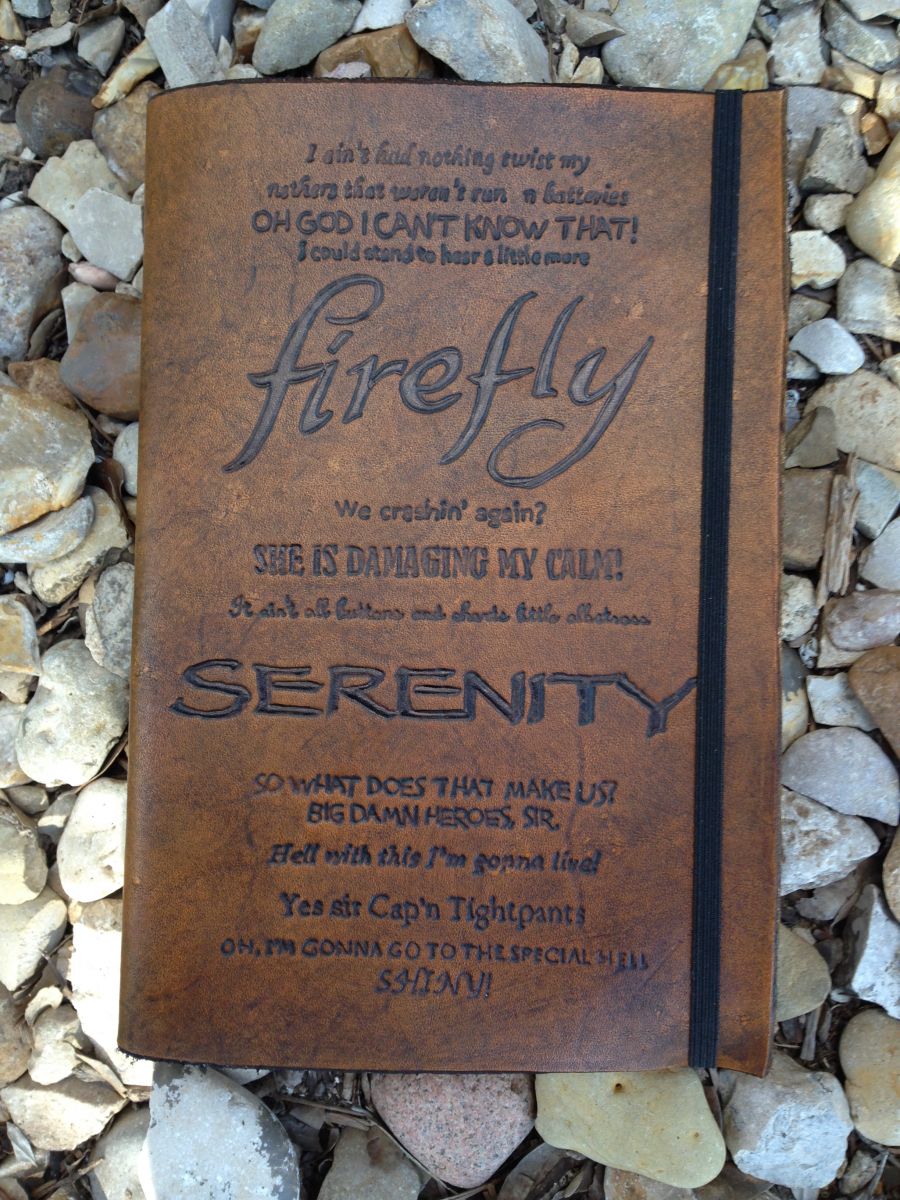 I ain't had nothing twist my
nethers that weren't run n batteries
OH GOD I CAN'T KNOW THAT!
I could stand to hear a little more
firefly
We crashin' again?
SHE IS DAMAGING MY CALM!
It ain't all buttons and charts little albatross
SERENITY
SO WHAT DOES THAT MAKE US?
BIG DAMN HEROES, SIR.
Hell with this I'm gonna live!
Yes sir Cap'n Tightpants
OH, I'M GONNA GO TO THE SPECIAL HELL
SHINY!